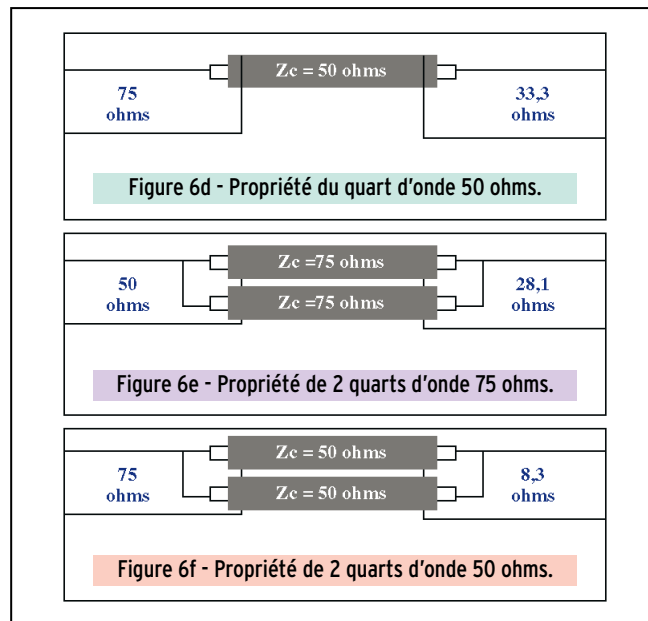 Zc = 50 ohms
75
ohms
33,3
ohms
Figure 6d - Propriété du quart d'onde 50 ohms.
Zc =75 ohms
50
ohms
Zc =75 ohms
28,1
ohms
Figure 6e - Propriété de 2 quarts d'onde 75 ohms.
Zc = 50 ohms
75
ohms
Zc = 50 ohms
8,3
ohms
Figure 6f - Propriété de 2 quarts d'onde 50 ohms.